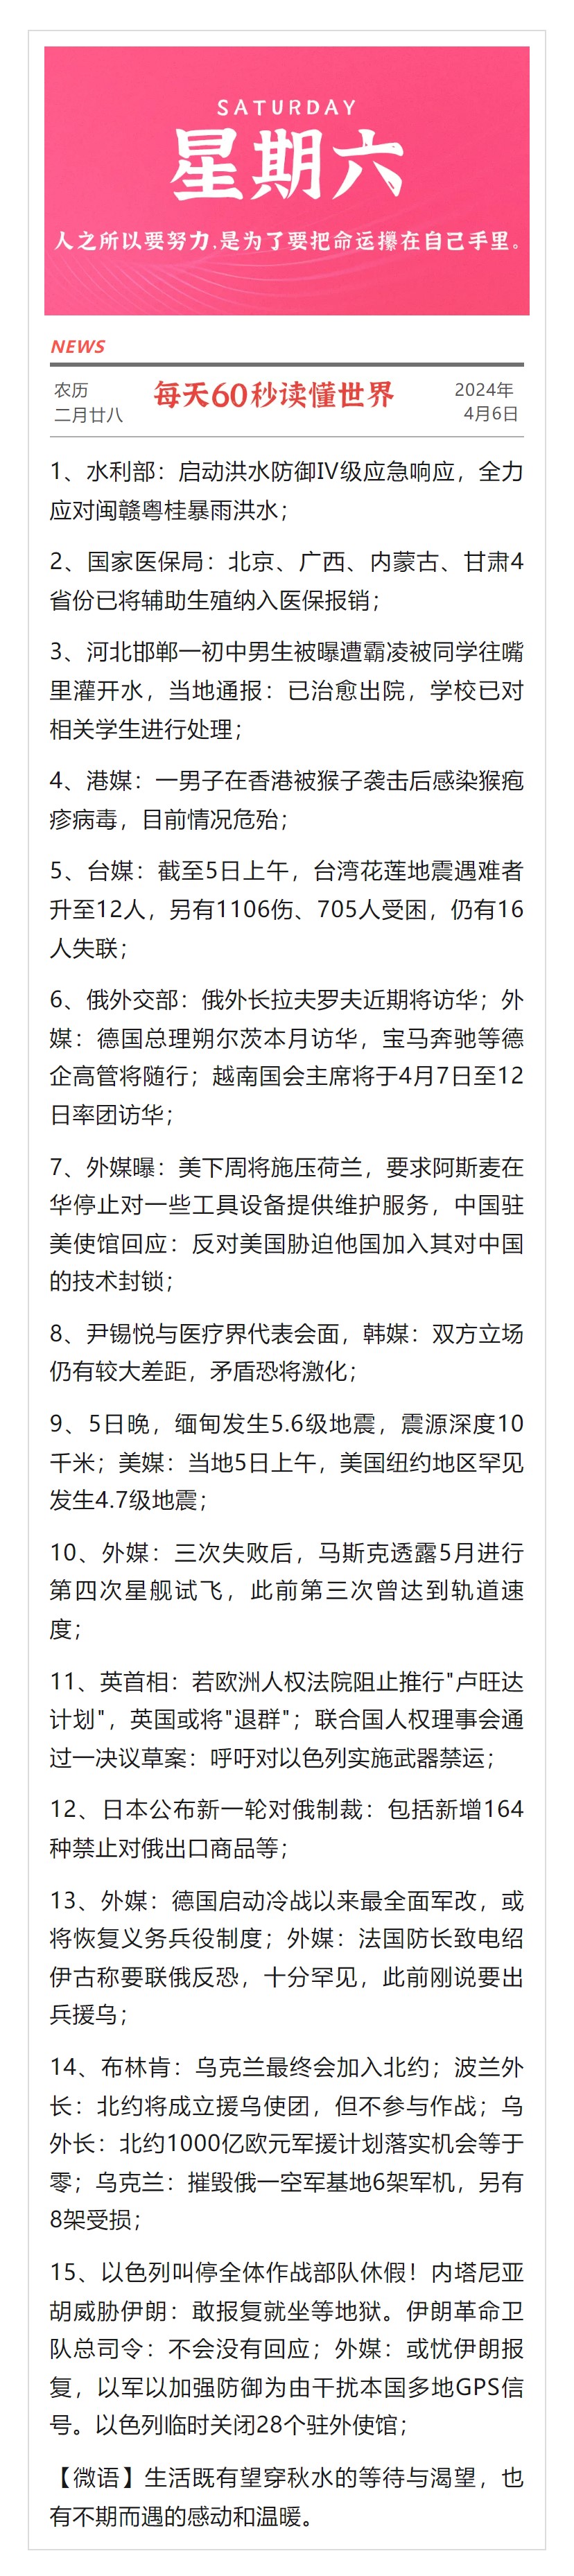 SATURDAY
星期六
人之所以要努力,是为了要把命运攥在自己手里。
NEWS
农历
二月廿八
每天60秒读懂世界
2024年
4月6日
1、水利部：启动洪水防御IV级应急响应，全力
应对闽赣粤桂暴雨洪水；
2、国家医保局：北京、广西、内蒙古、甘肃4
省份已将辅助生殖纳入医保报销；
3、河北邯郸一初中男生被曝遭霸凌被同学往嘴
里灌开水，当地通报：已治愈出院，学校已对
相关学生进行处理；
4、港媒：一男子在香港被猴子袭击后感染猴疱
疹病毒，目前情况危殆；
5、台媒：截至5日上午，台湾花莲地震遇难者
升至12人，另有1106伤、705人受困，仍有16
人失联；
6、俄外交部：俄外长拉夫罗夫近期将访华；外
媒：德国总理朔尔茨本月访华，宝马奔驰等德
企高管将随行；越南国会主席将于4月7日至12
日率团访华；
7、外媒曝：美下周将施压荷兰，要求阿斯麦在
华停止对一些工具设备提供维护服务，中国驻
美使馆回应：反对美国胁迫他国加入其对中国
的技术封锁；
8、尹锡悦与医疗界代表会面，韩媒：双方立场
仍有较大差距，矛盾恐将激化；
9、5日晚，缅甸发生5.6级地震，震源深度10
千米；美媒：当地5日上午，美国纽约地区罕见
发生4.7级地震；
10、外媒：三次失败后，马斯克透露5月进行
第四次星舰试飞，此前第三次曾达到轨道速
度；
11、英首相：若欧洲人权法院阻止推行"卢旺达
计划"，英国或将"退群"；联合国人权理事会通
过一决议草案：呼吁对以色列实施武器禁运；
12、日本公布新一轮对俄制裁：包括新增164
种禁止对俄出口商品等；
13、外媒：德国启动冷战以来最全面军改，或
将恢复义务兵役制度；外媒：法国防长致电绍
伊古称要联俄反恐，十分罕见，此前刚说要出
兵援乌；
14、布林肯：乌克兰最终会加入北约；波兰外
长：北约将成立援乌使团，但不参与作战；乌
外长：北约1000亿欧元军援计划落实机会等于
零；乌克兰：摧毁俄一空军基地6架军机，另有
8架受损；
15、以色列叫停全体作战部队休假！内塔尼亚
胡威胁伊朗：敢报复就坐等地狱。伊朗革命卫
队总司令：不会没有回应；外媒：或忧伊朗报
复，以军以加强防御为由干扰本国多地GPS信
号。以色列临时关闭28个驻外使馆；
【微语】生活既有望穿秋水的等待与渴望，也
有不期而遇的感动和温暖。